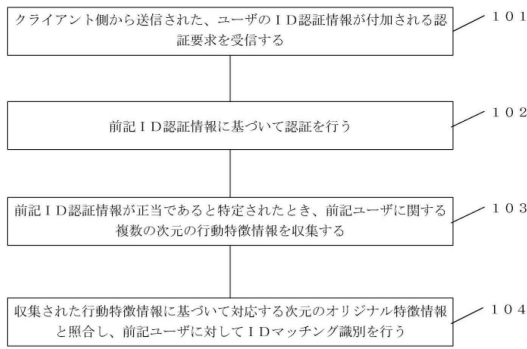 クライアント側から送信された、ユーザのＩＤ認証情報が付加される認
証要求を受信する
１０１
前記ＩＤ認証情報に基づいて認証を行う
１０２
前記ＩＤ認証情報が正当であると特定されたとき、前記ユーザに関する
複数の次元の行動特徴情報を収集する
１０３
収集された行動特徴情報に基づいて対応する次元のオリジナル特徴情報
と照合し、前記ユーザに対してＩＤマッチング識別を行う
１０４